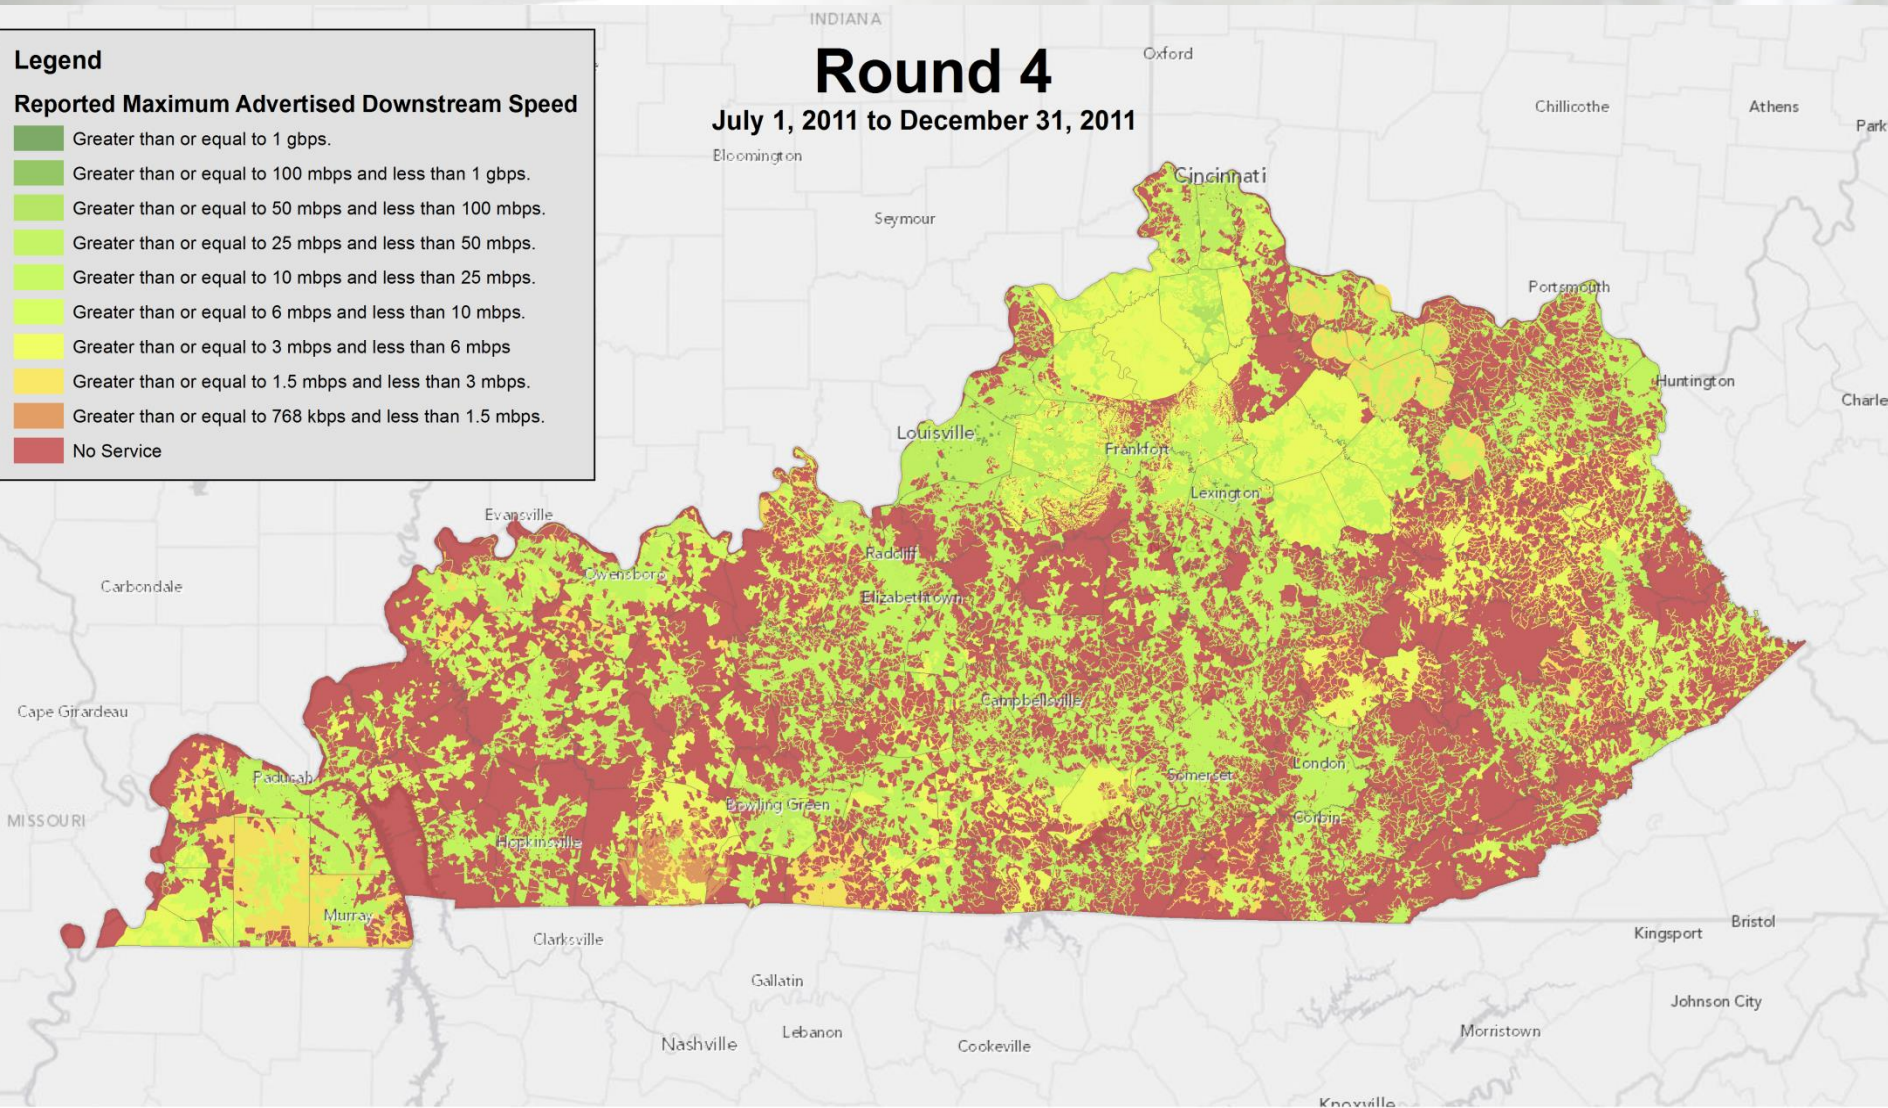 INDIANA
Round 4
July 1, 2011 to December 31, 2011
Legend
Reported Maximum Advertised Downstream Speed
Greater than or equal to 1 gbps.
Greater than or equal to 100 mbps and less than 1 gbps.
Greater than or equal to 50 mbps and less than 100 mbps.
Greater than or equal to 25 mbps and less than 50 mbps.
Greater than or equal to 10 mbps and less than 25 mbps.
Greater than or equal to 6 mbps and less than 10 mbps.
Greater than or equal to 3 mbps and less than 6 mbps
Greater than or equal to 1.5 mbps and less than 3 mbps.
Greater than or equal to 768 kbps and less than 1.5 mbps.
No Service
Oxford
Chillicothe
Athens
Park
Bloomington
Cincinnati
Seymour
Portsmouth
Huntington
Charle
Louisville
Frankfort
Lexington
Evansville
Radcliff
Owensboro
Carbondale
Elizabethtown
Campbellsville
Cape Girardeau
London
Somerset
Paducah
Bowling Green
MISSOURI
Corbin
Hopkinsville
Murray
Bristol
Kingsport
Clarksville
Gallatin
Johnson City
Morristown
Lebanon
Nashville
Cookeville
Knoxville